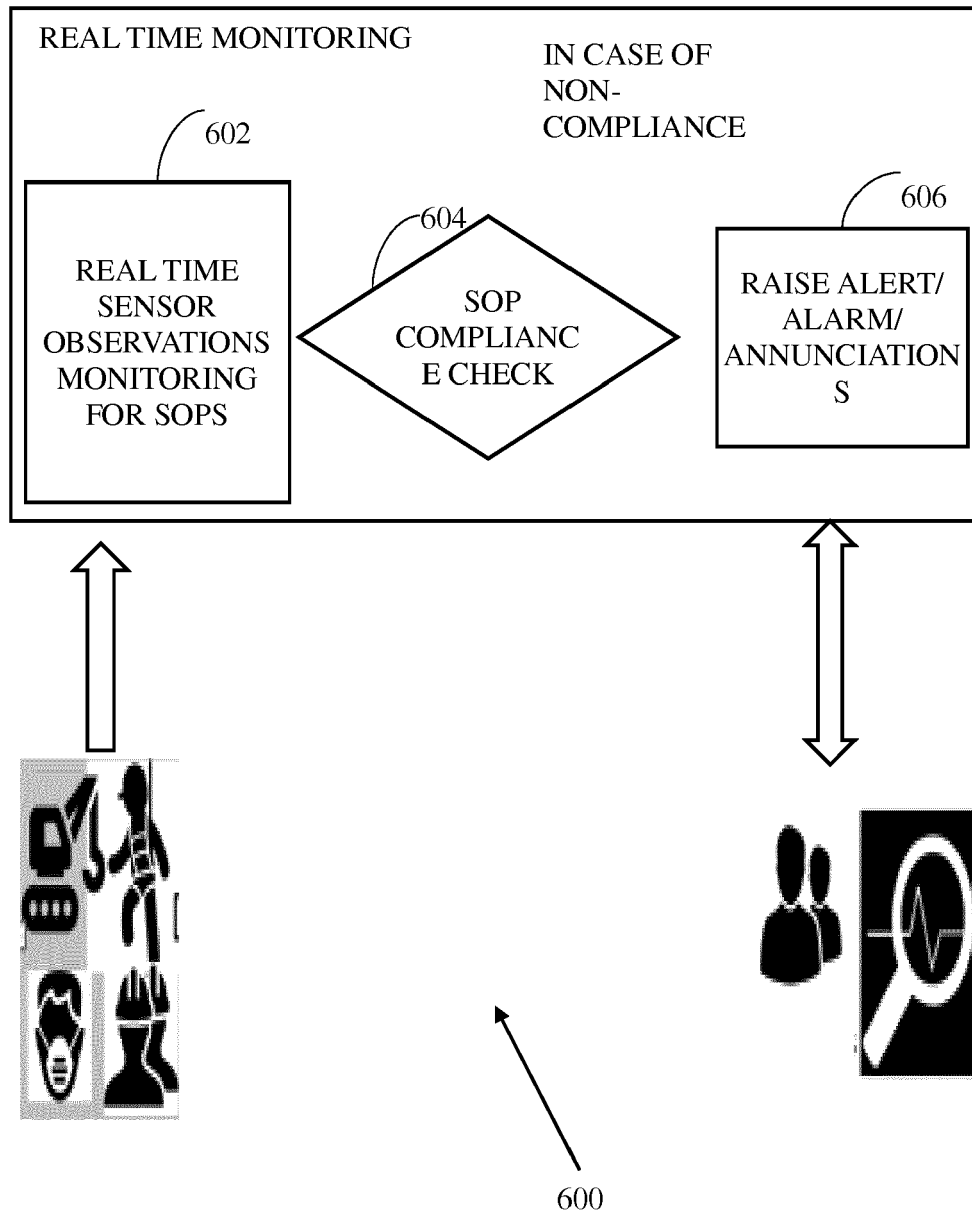 REAL TIME MONITORING
IN CASE OF
NON-
COMPLIANCE
602
604
606
REAL TIME
SENSOR
OBSERVATIONS
MONITORING
FOR SOPS
SOP
COMPLIANC
E CHECK
RAISE ALERT/
ALARM/
ANNUNCIATION
S
600